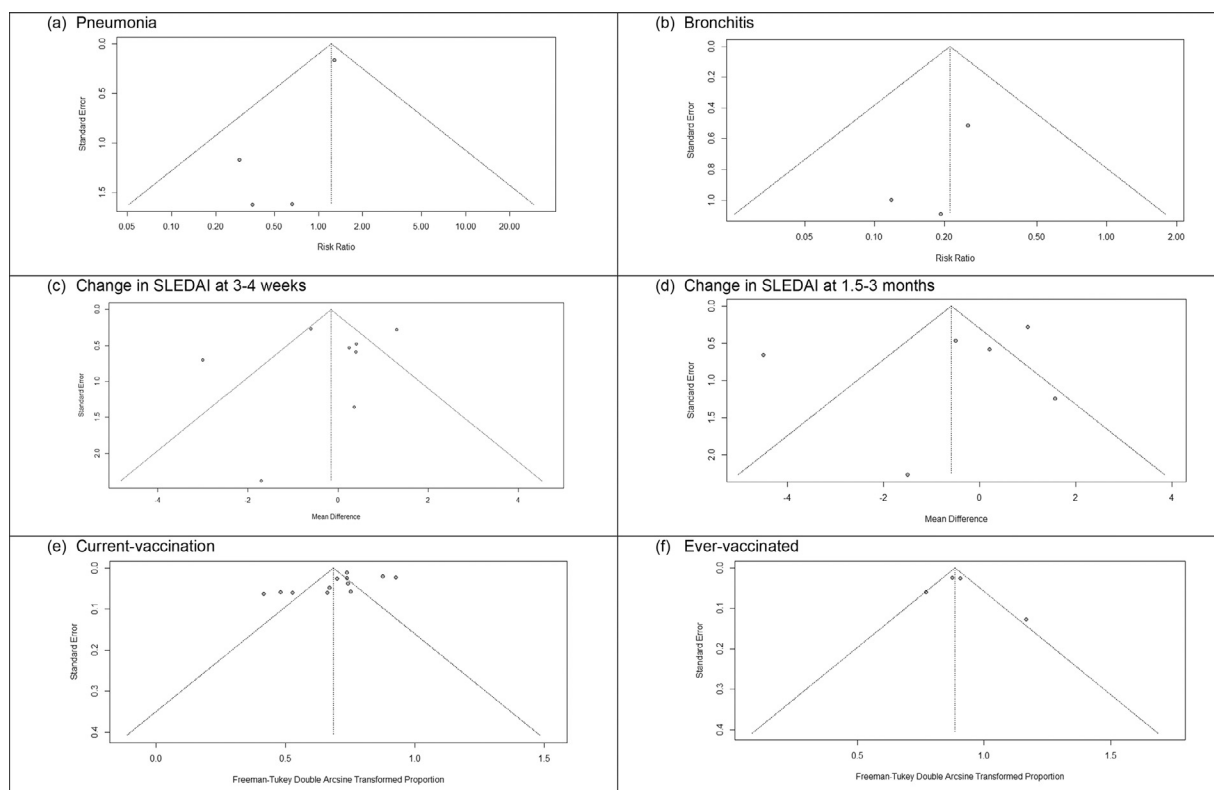 (a) Pneumonia
0.0
0.5
1.0
1.5
Standard Error
0.05 0.10 0.20 0.50 1.00 2.00 5.00 10.00 20.00
Risk Ratio
(b) Bronchitis
0.0
0.2
0.4
0.6
0.8
1.0
Standard Error
0.05 0.10 0.20 0.50 1.00 2.00
Risk Ratio
(c) Change in SLEDAI at 3-4 weeks
0.0
0.5
1.0
1.5
2.0
Standard Error
-4 -2 0 2 4
Mean Difference
(d) Change in SLEDAI at 1.5-3 months
0.0
0.5
1.0
1.5
2.0
Standard Error
-4 -2 0 2 4
Mean Difference
(e) Current-vaccination
0.0
0.1
0.2
0.3
0.4
Standard Error
0.0 0.5 1.0 1.5
Freeman-Tukey Double Arcsine Transformed Proportion
(f) Ever-vaccinated
0.0
0.1
0.2
0.3
0.4
Standard Error
0.5 1.0 1.5
Freeman-Tukey Double Arcsine Transformed Proportion